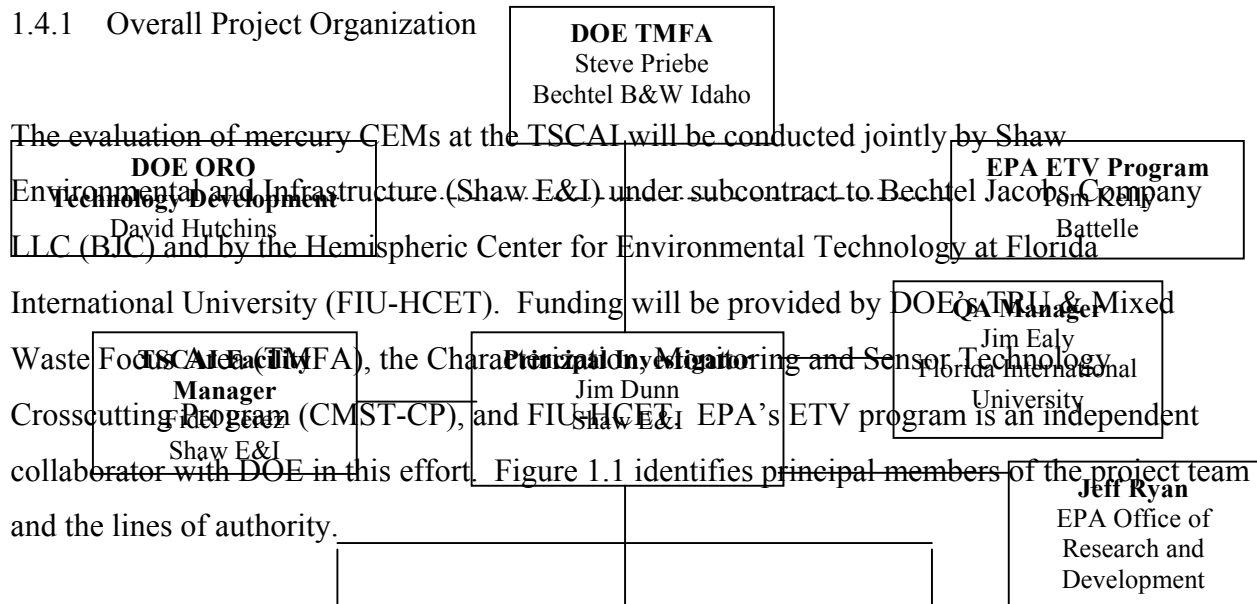 1.4.1 Overall Project Organization
DOE TMFA
Steve Priebe
Bechtel B&W Idaho
The evaluation of mercury CEMs at the TSCAI will be conducted jointly by Shaw
Environmental and Infrastructure (Shaw E&I) under subcontract to Bechtel Jacobs Company
LLC (BJC) and by the Hemispheric Center for Environmental Technology at Florida
International University (FIU-HCET). Funding will be provided by DOE's TRU & Mixed
Waste Focus Area (TMFA), the Characterization, Monitoring and Sensor Technology
Crosscutting Program (CMST-CP), and FIU-HCET. EPA's ETV program is an independent
collaborator with DOE in this effort. Figure 1.1 identifies principal members of the project team
and the lines of authority.
DOE ORO
Technology Development
David Hutchins
EPA ETV Program
Tom Kelly
Battelle
QA Manager
Jim Ealy
Florida International
University
TSCAI Facility
Manager
Fidel Perez
Shaw E&I
Principal Investigator
Jim Dunn
Shaw E&I
Jeff Ryan
EPA Office of
Research and
Development